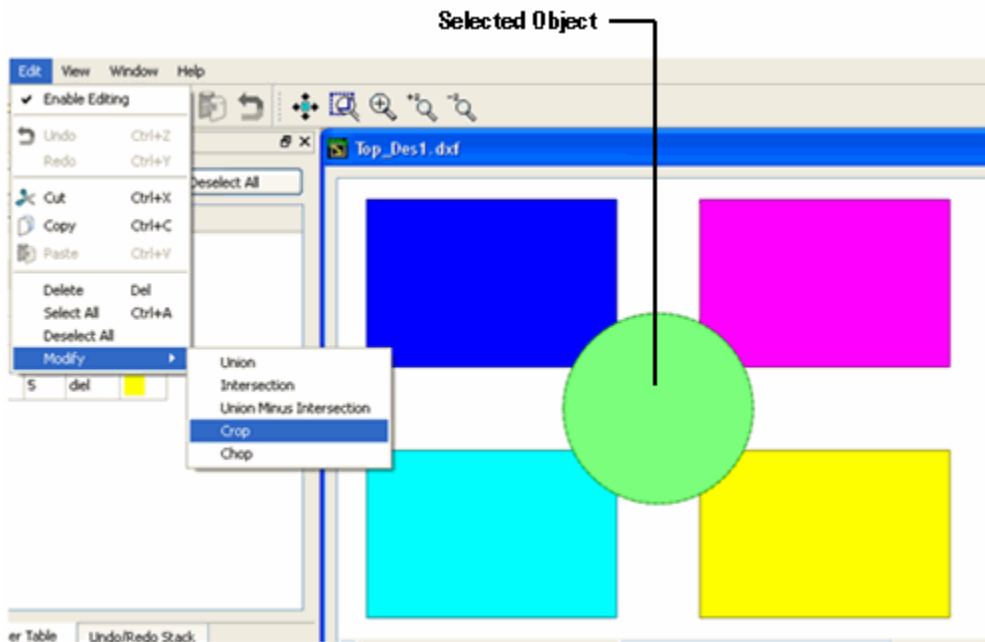 Selected Object
Edit View Window Help
Enable Editing
Undo Ctrl+Z
Redo Ctrl+Y
Cut Ctrl+X
Copy Ctrl+C
Paste Ctrl+V
Delete Del
Select All Ctrl+A
Deselect All
Modify
Union
Intersection
Union Minus Intersection
Crop
Chop
Deselect All
Top_Des1.dxf
5 diel
er Table Undo/Redo Stack